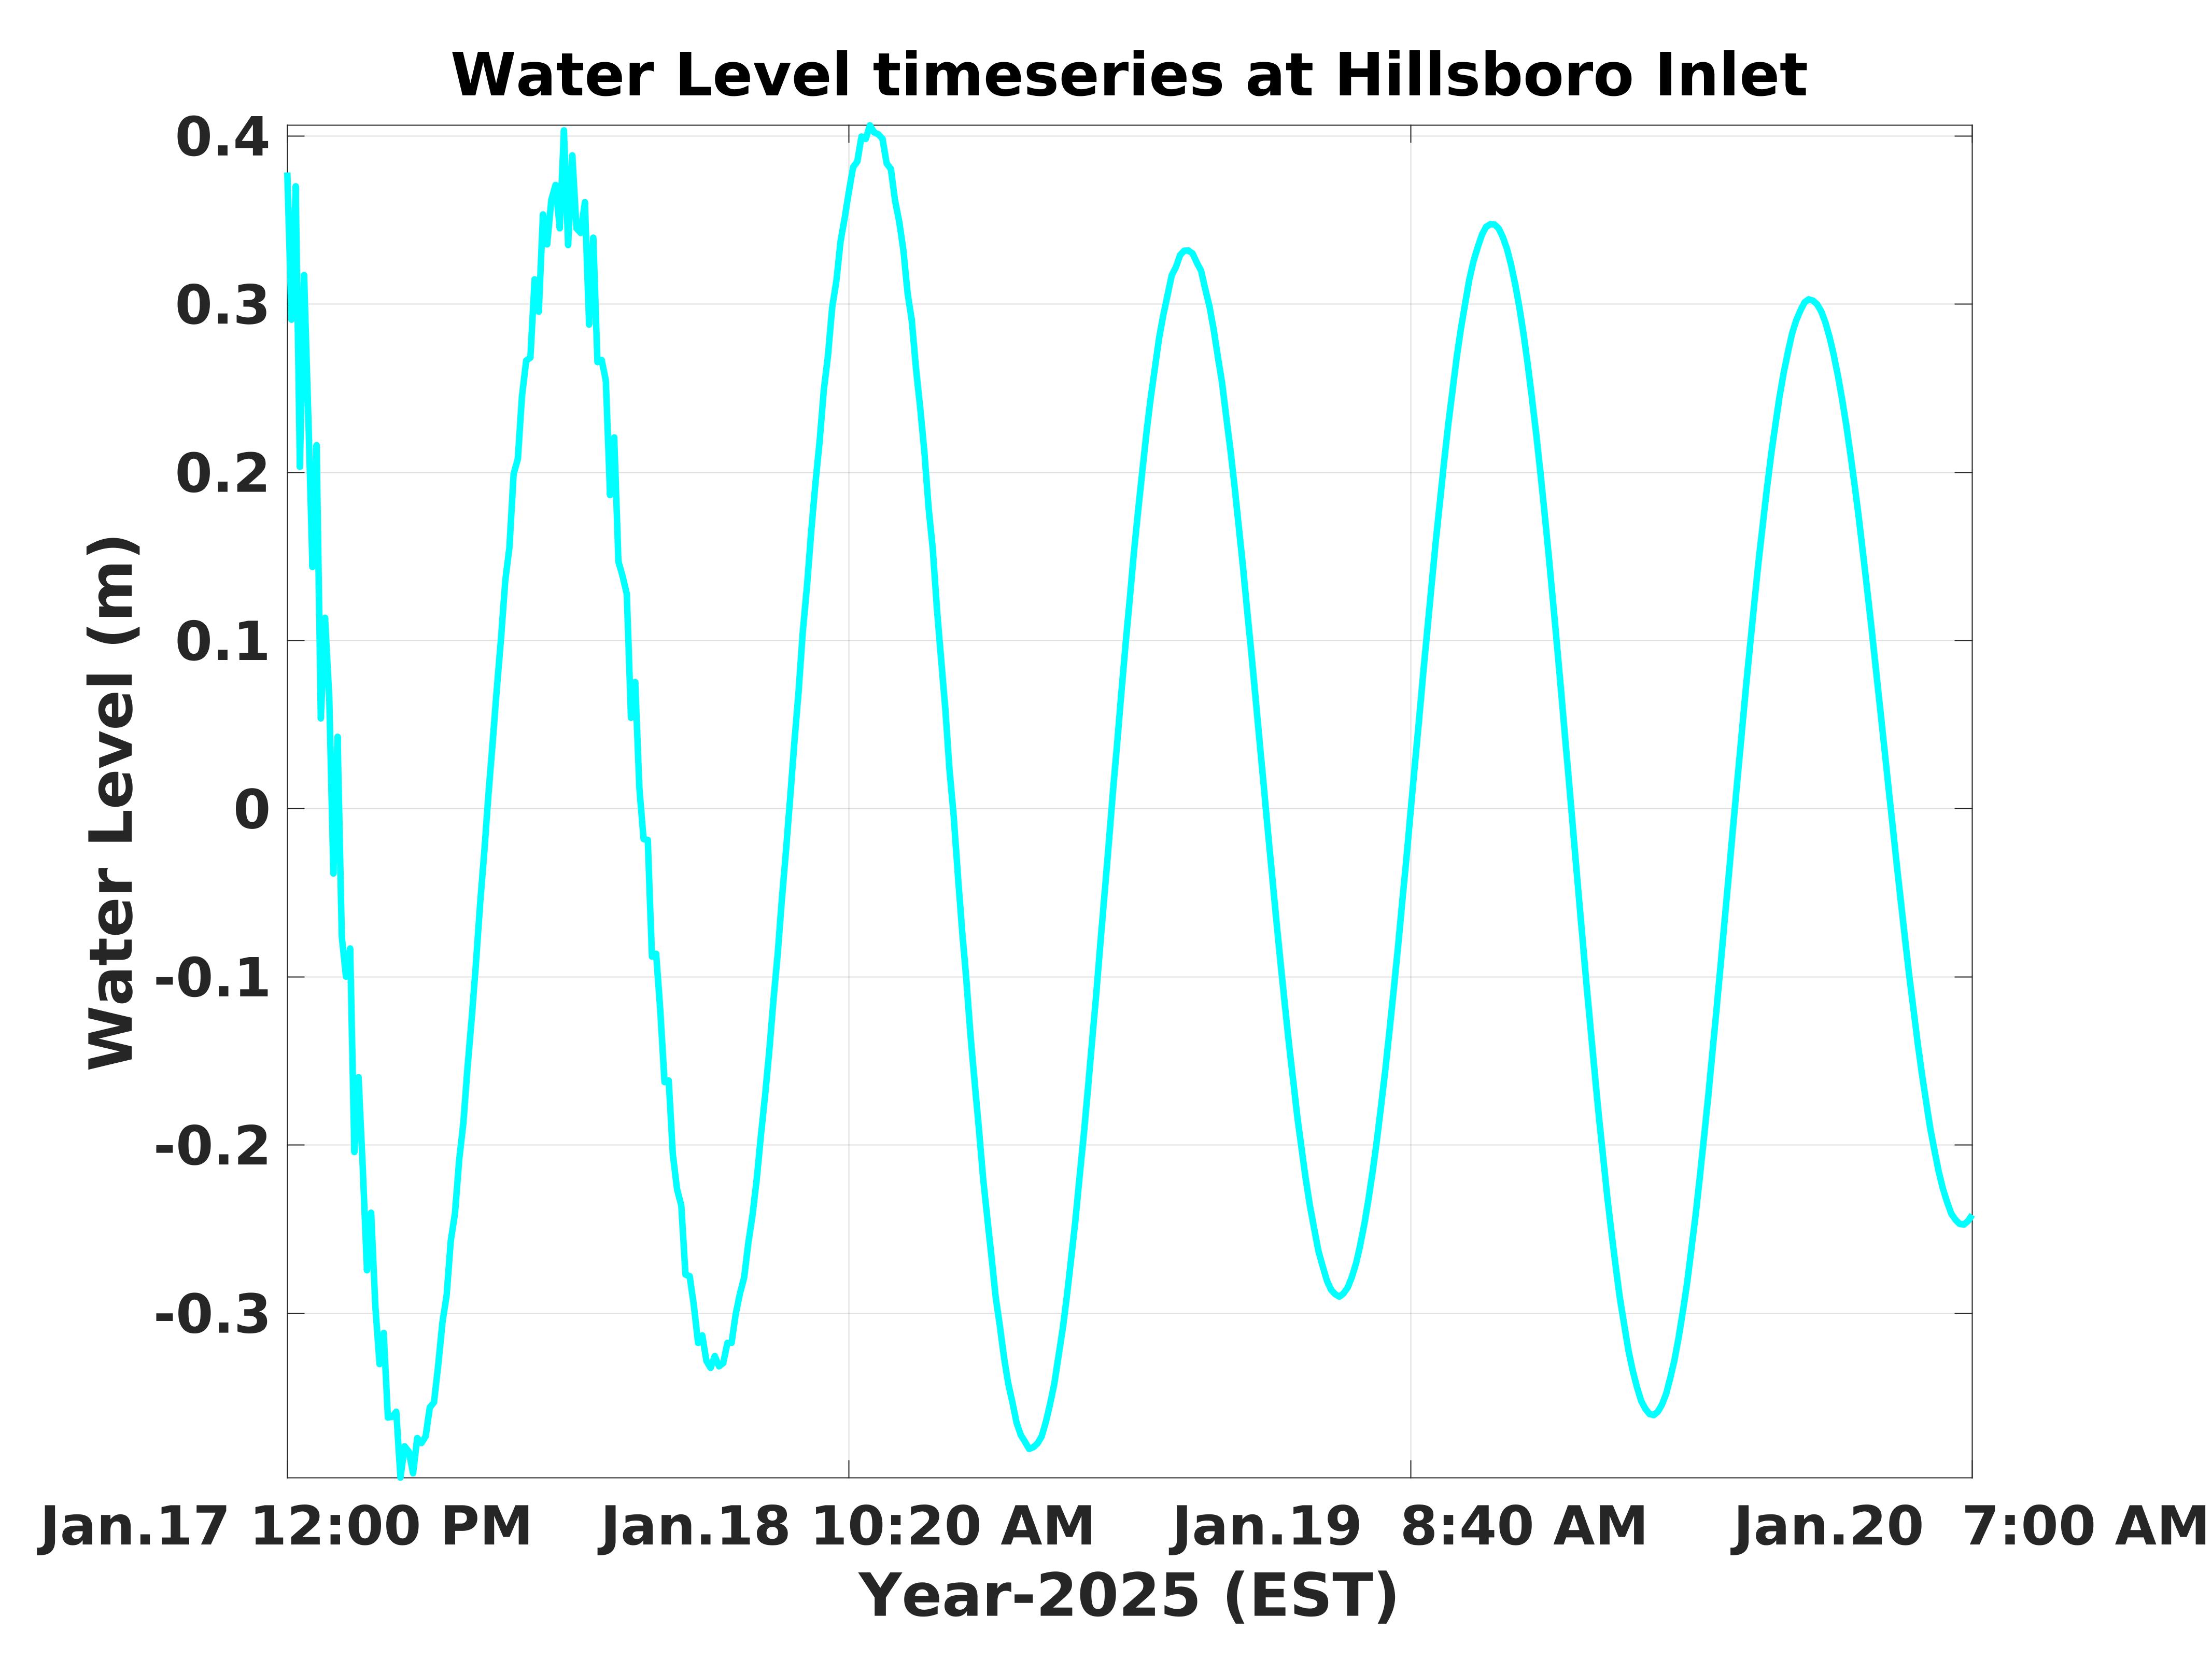 Water Level timeseries at Hillsboro Inlet
0.4
0.3
0.2
0.1
0
-0.1
-0.2
-0.3
Water Level (m)
Jan.17 12:00 PM Jan.18 10:20 AM Jan.19 8:40 AM Jan.20 7:00 AM
Year-2025 (EST)